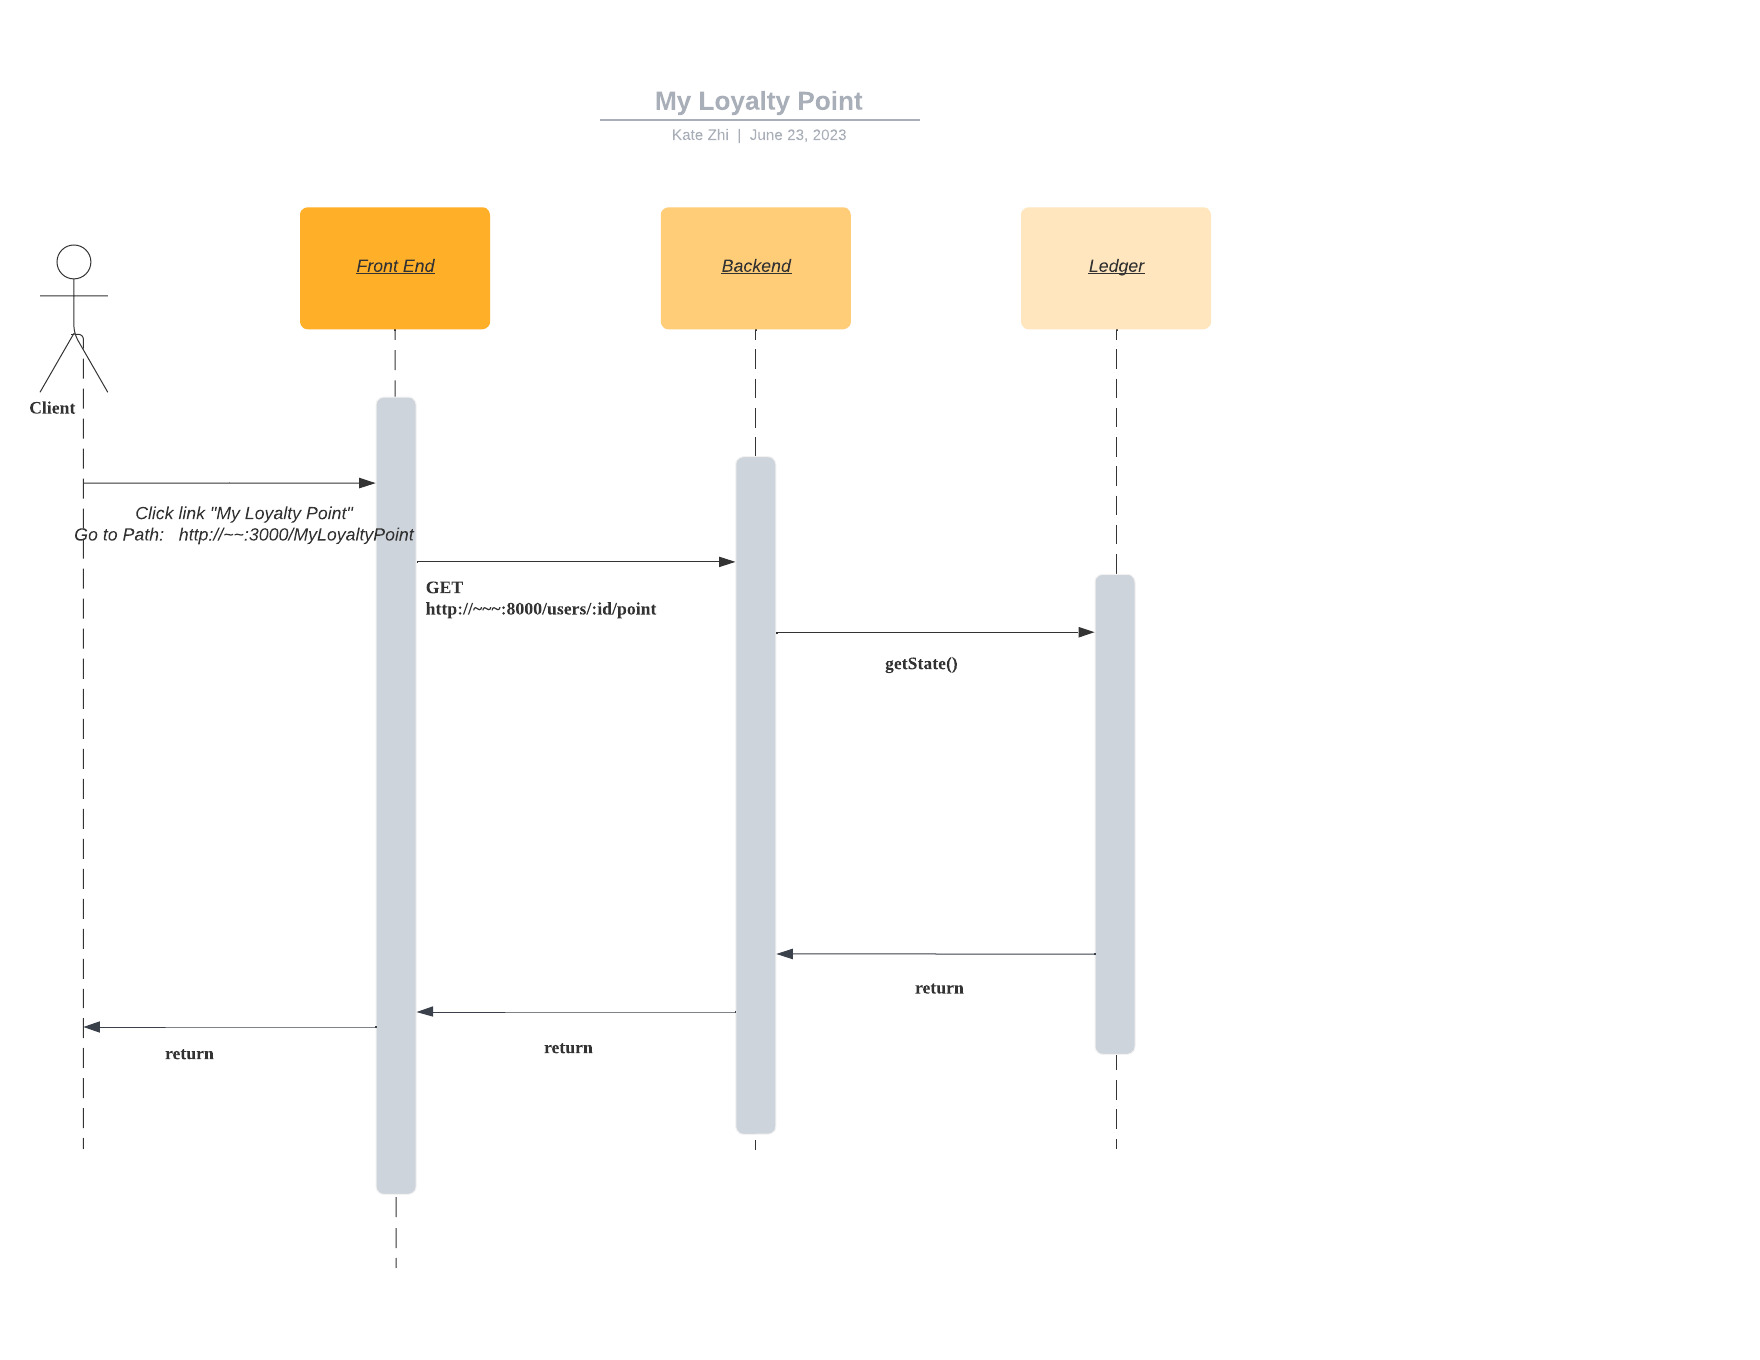 My Loyalty Point
Kate Zhi | June 23, 2023
Front End
Backend
Ledger
Client
Click link "My Loyalty Point"
Go to Path: http://~~:3000/MyLoyaltyPoint
GET
http://~~~:8000/users/:id/point
getState()
return
return
return